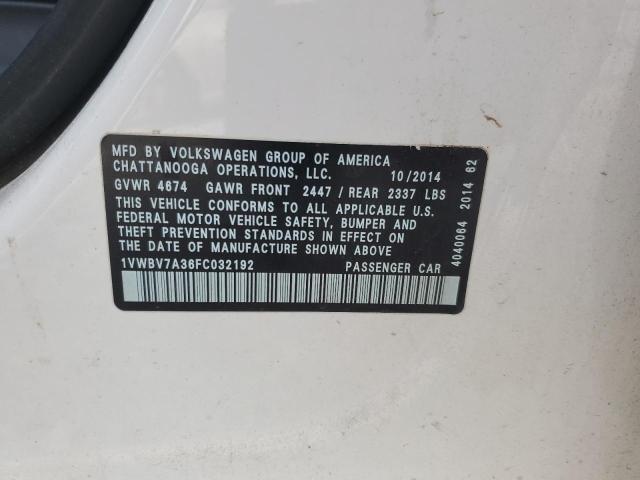 MFD BY VOLKSWAGEN GROUP OF AMERICA
CHATTANOOGA OPERATIONS, LLC. 10/2014
GVWR 4674 GAWR FRONT 2447 / REAR 2337 LBS
THIS VEHICLE CONFORMS TO ALL APPLICABLE U.S.
FEDERAL MOTOR VEHICLE SAFETY, BUMPER AND
THEFT PREVENTION STANDARDS IN EFFECT ON
THE DATE OF MANUFACTURE SHOWN ABOVE
1VWBV7A36FC032192 PASSENGER CAR
4040064 2014 62